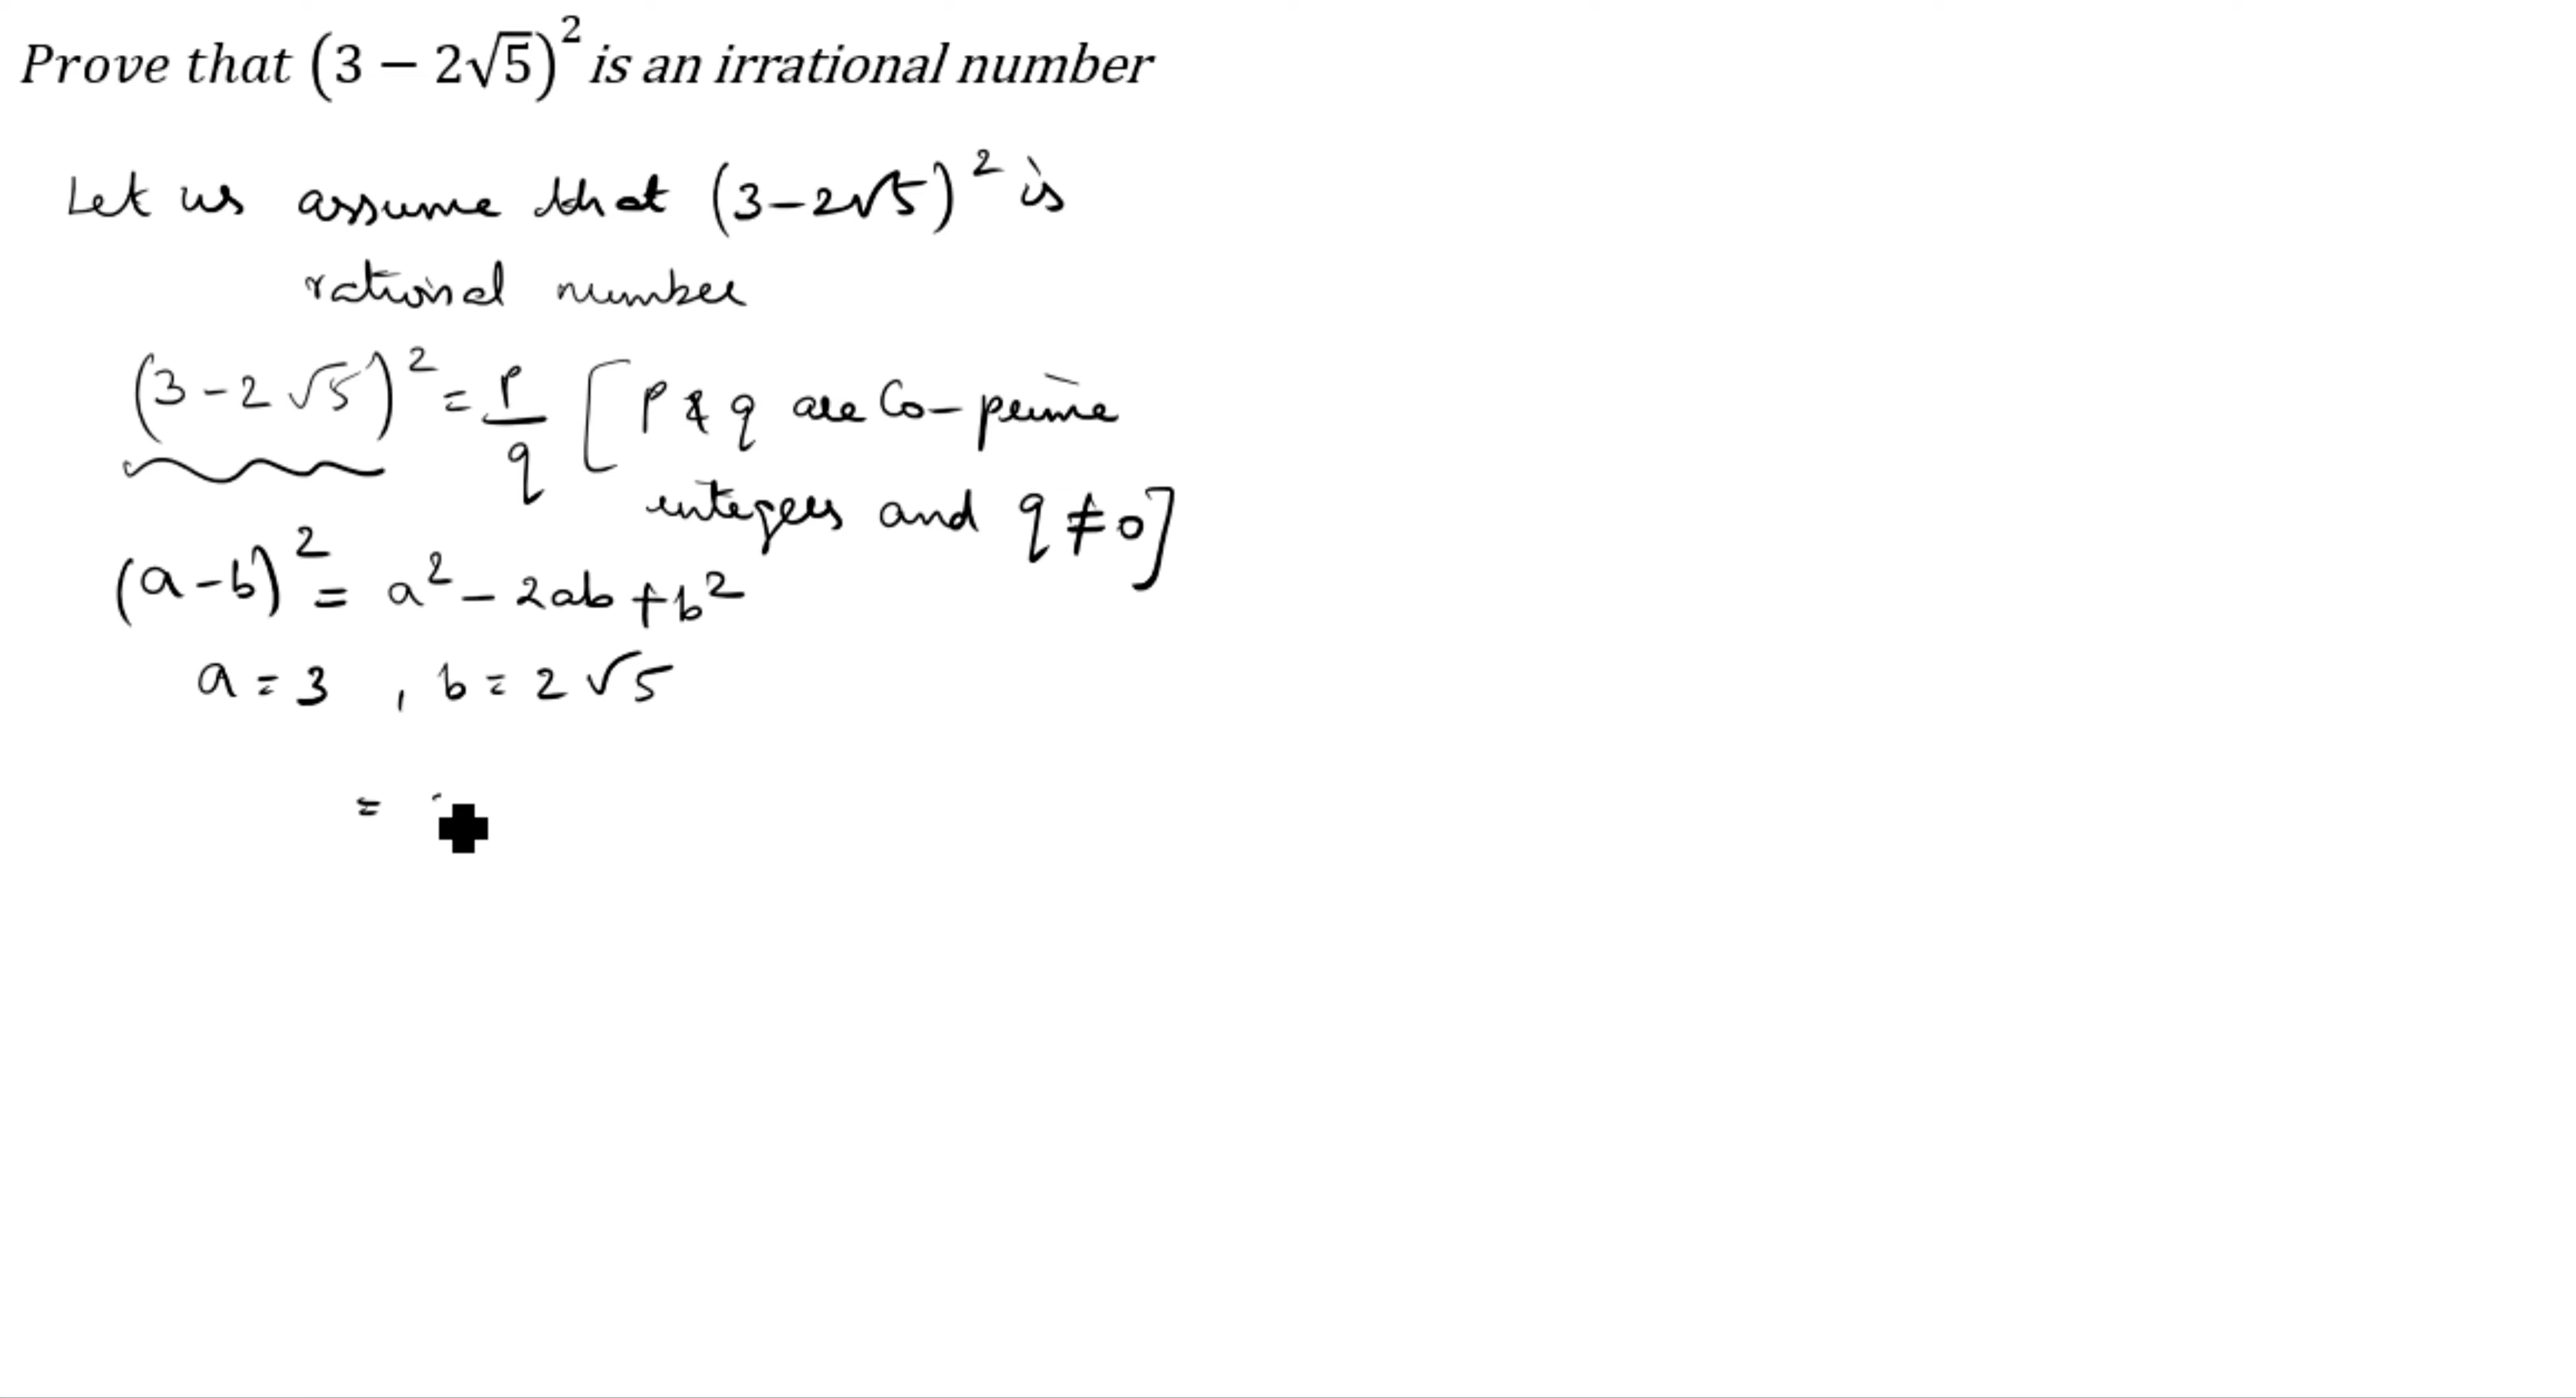 Prove that (3 − 2√5)² is an irrational number
Let us assume that (3-2√5)² is
rational number
(3-2√5)² = p/q [p & q are Co-prime
integers and q ≠ 0]
(a-b)² = a² - 2ab + b²
a = 3 , b = 2√5
=